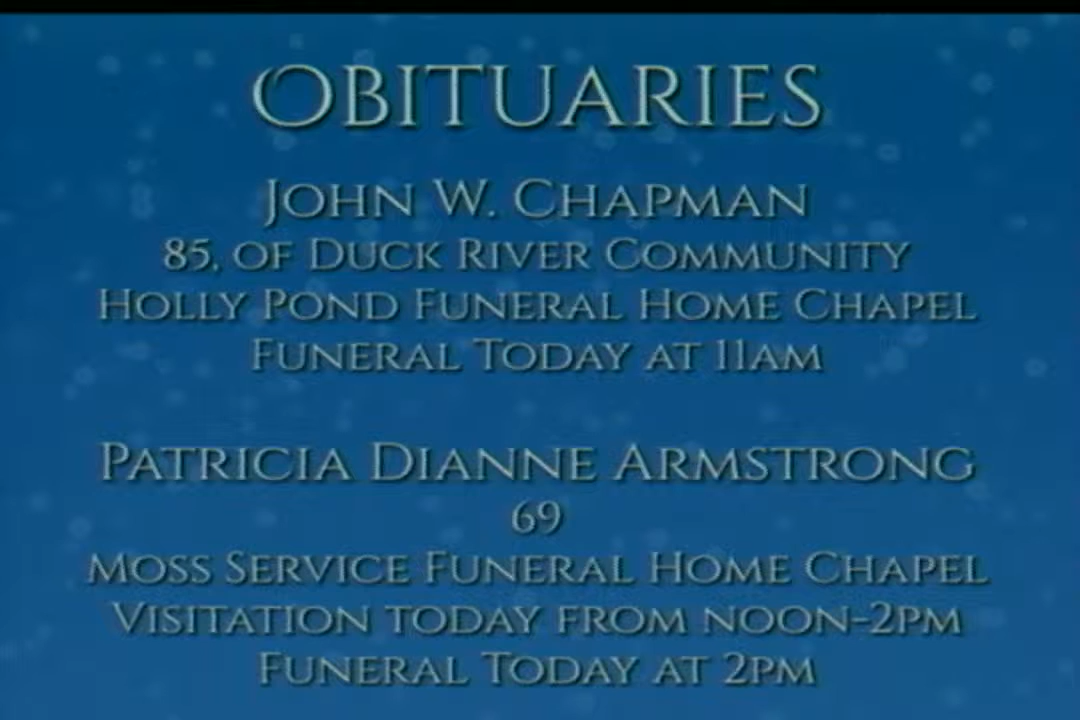 Obituaries
John W. Chapman
85, of Duck River Community
Holly Pond Funeral Home Chapel
Funeral Today at 11am
Patricia Dianne Armstrong
69
Moss Service Funeral Home Chapel
Visitation today from noon-2pm
Funeral Today at 2pm